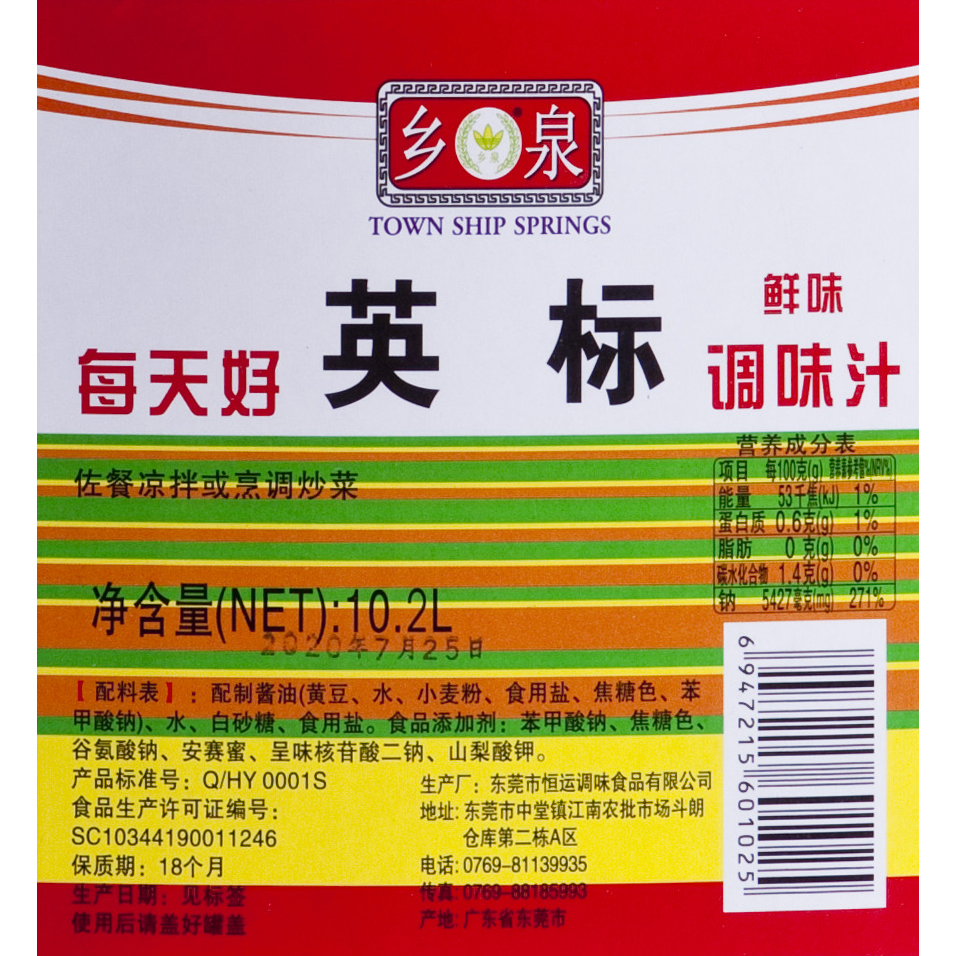 乡 泉
乡泉
TOWN SHIP SPRINGS
每天好 英标 鲜味
调味汁
佐餐凉拌或烹调炒菜
营养成分表
项目 每100克(g) 营养素参考值%(NRV%)
能量 53千焦(kJ) 1%
蛋白质 0.6克(g) 1%
脂肪 0克(g) 0%
碳水化合物 1.4克(g) 0%
钠 5427毫克(mg) 271%
净含量(NET):10.2L
2020年7月25日
【配料表】：配制酱油(黄豆、水、小麦粉、食用盐、焦糖色、苯
甲酸钠)、水、白砂糖、食用盐。食品添加剂：苯甲酸钠、焦糖色、
谷氨酸钠、安赛蜜、呈味核苷酸二钠、山梨酸钾。
产品标准号：Q/HY 0001S
食品生产许可证编号：
SC10344190011246
保质期：18个月
生产日期：见标签
使用后请盖好罐盖
生产厂：东莞市恒运调味食品有限公司
地址:东莞市中堂镇江南农批市场斗朗
仓库第二栋A区
电话:0769-81139935
传真:0769-88185993
产地:广东省东莞市
6947215601025